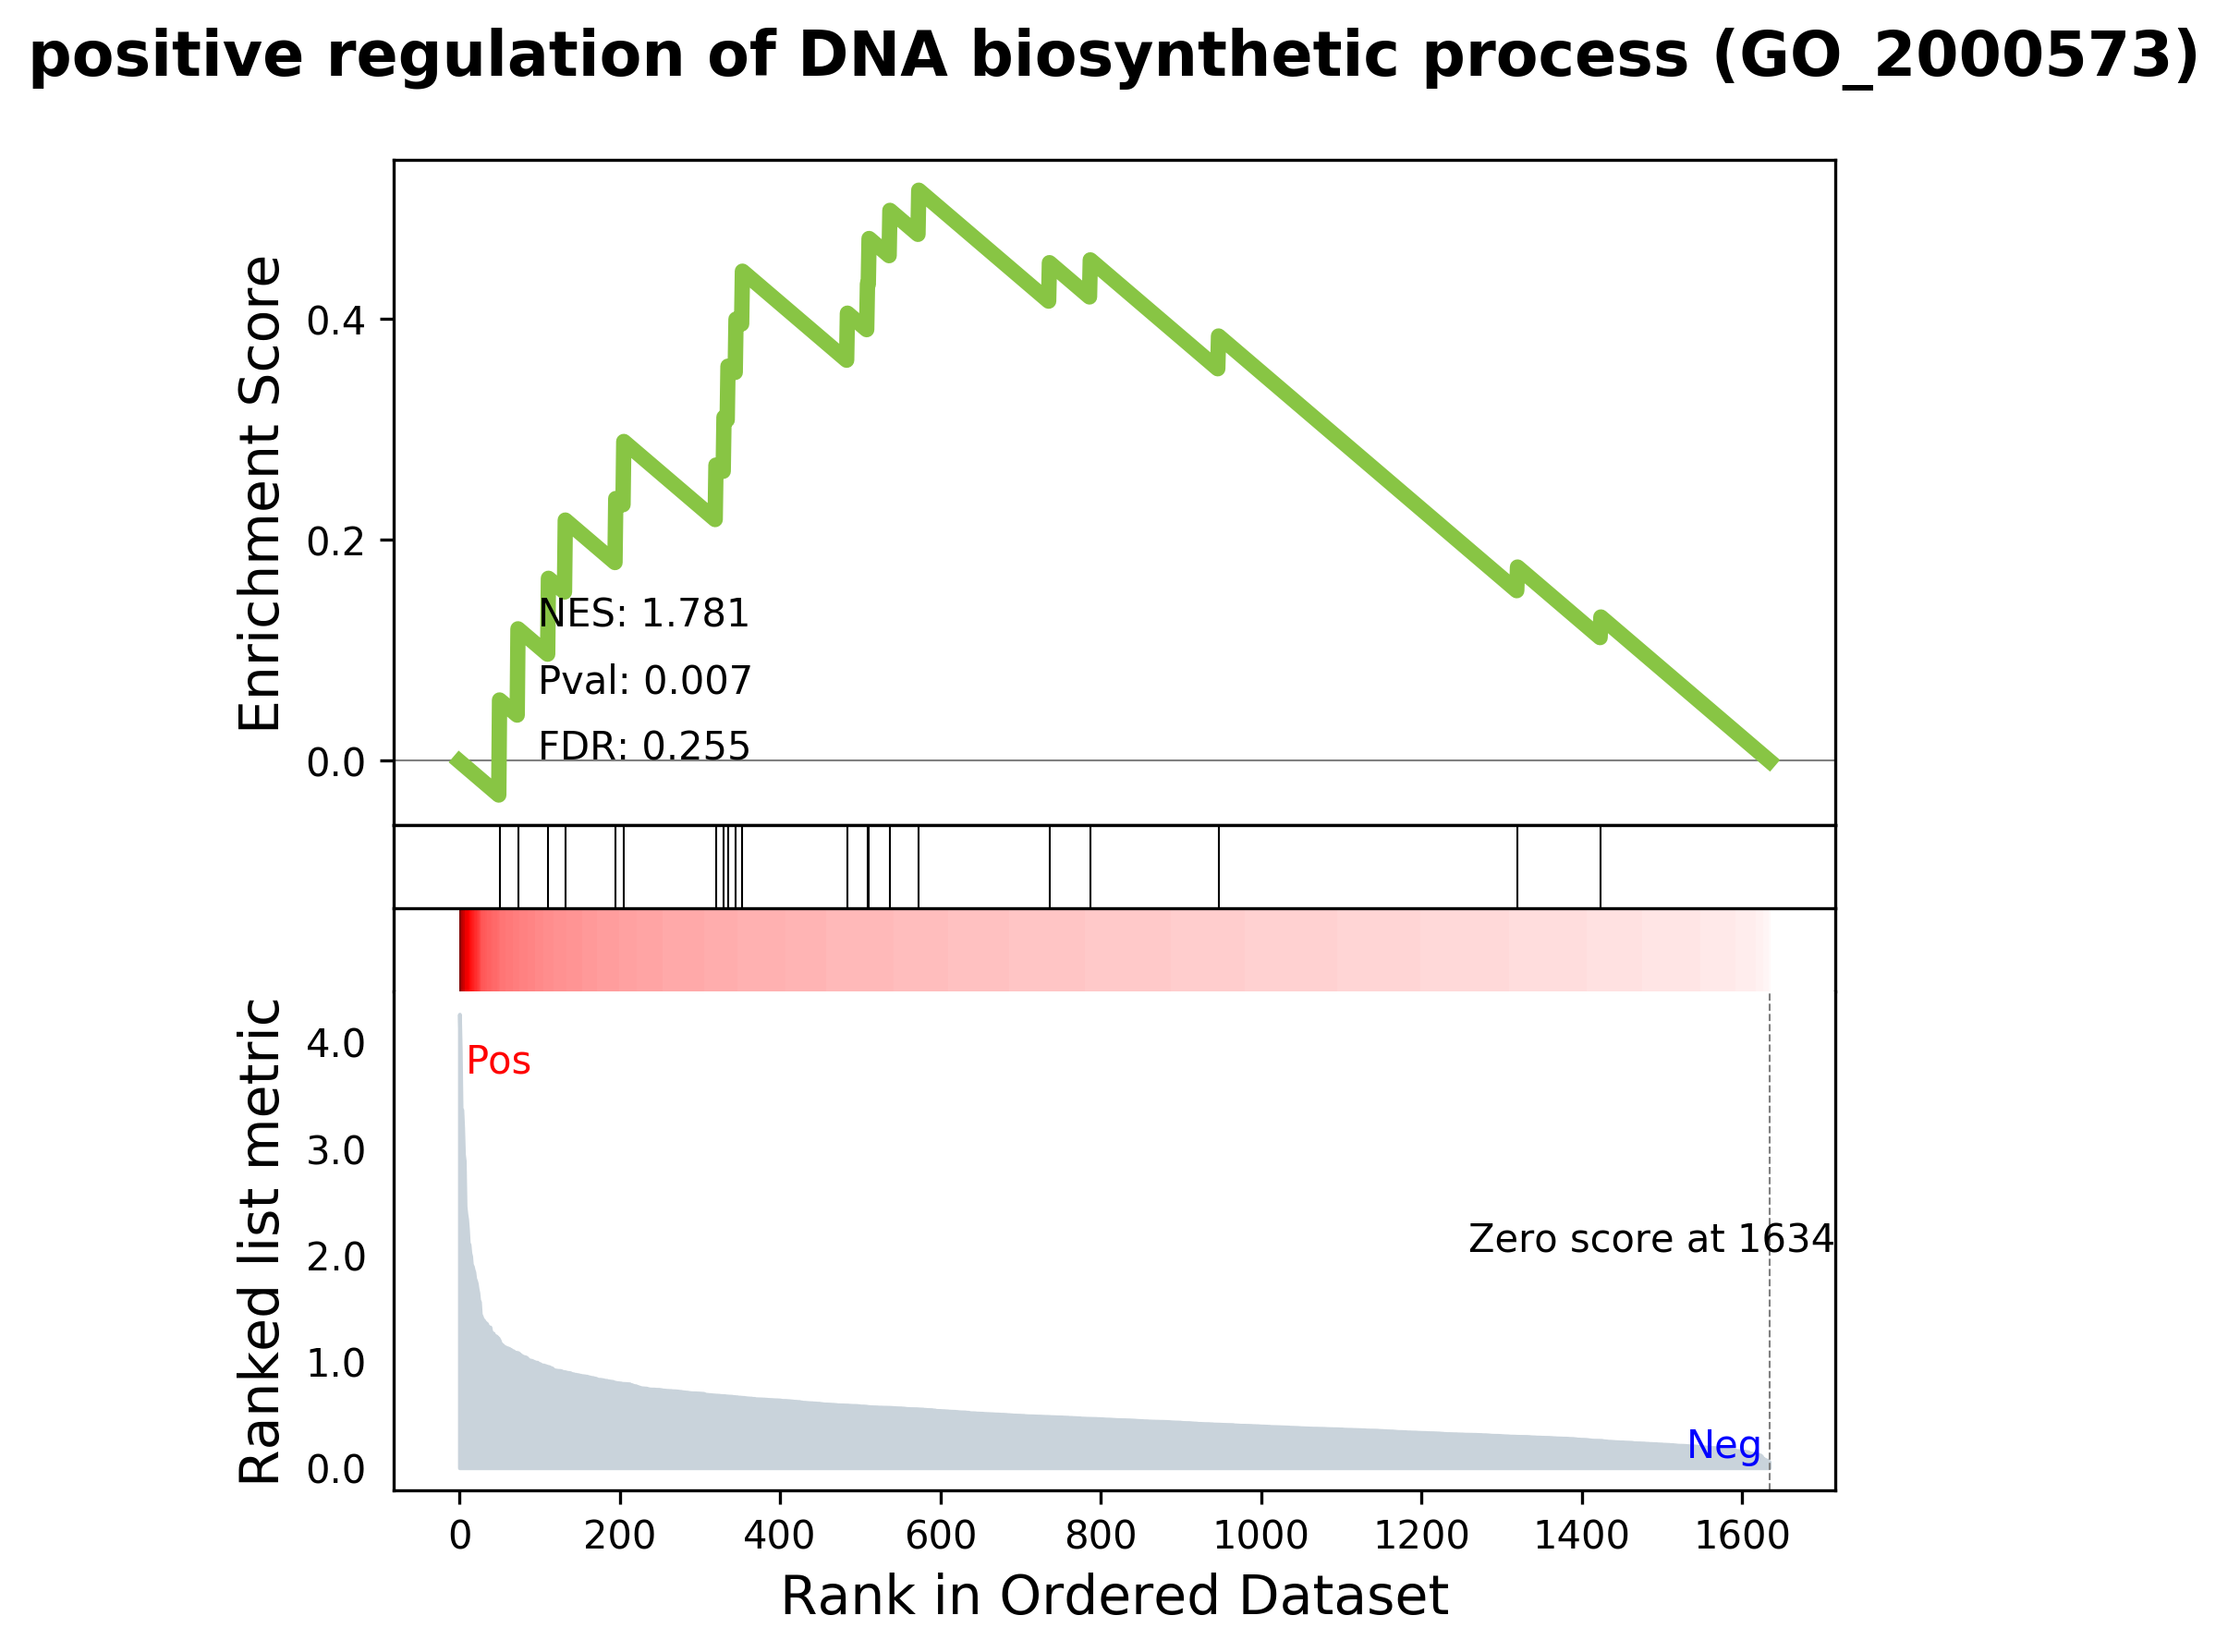 positive regulation of DNA biosynthetic process (GO_2000573)
Enrichment Score
0.4
0.2
0.0
NES: 1.781
Pval: 0.007
FDR: 0.255
Ranked list metric
4.0
3.0
2.0
1.0
0.0
Pos
Zero score at 1634
Neg
0 200 400 600 800 1000 1200 1400 1600
Rank in Ordered Dataset